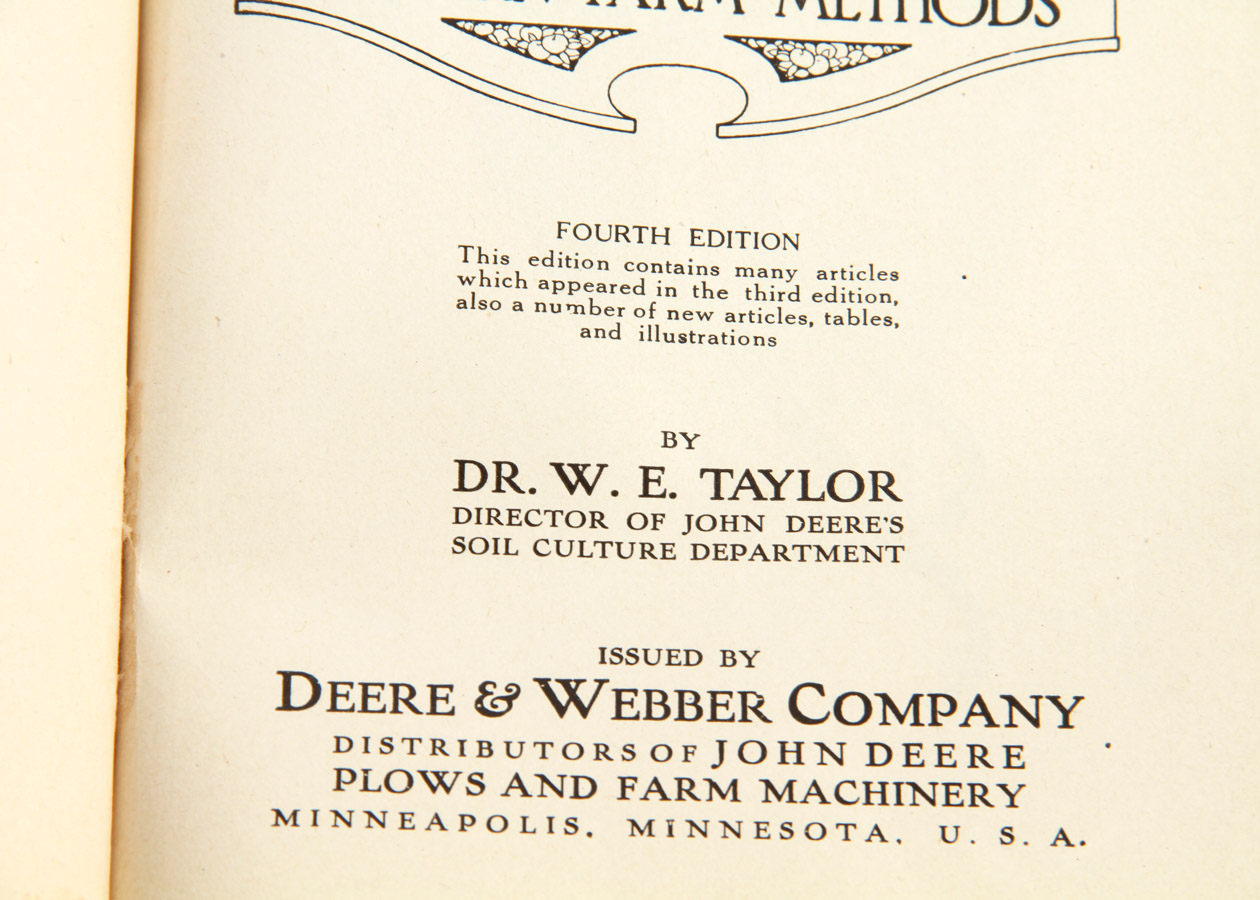 FARM METHODS
FOURTH EDITION
This edition contains many articles
which appeared in the third edition,
also a number of new articles, tables,
and illustrations
BY
DR. W. E. TAYLOR
DIRECTOR OF JOHN DEERE'S
SOIL CULTURE DEPARTMENT
ISSUED BY
DEERE & WEBBER COMPANY
DISTRIBUTORS OF JOHN DEERE
PLOWS AND FARM MACHINERY
MINNEAPOLIS, MINNESOTA, U. S. A.